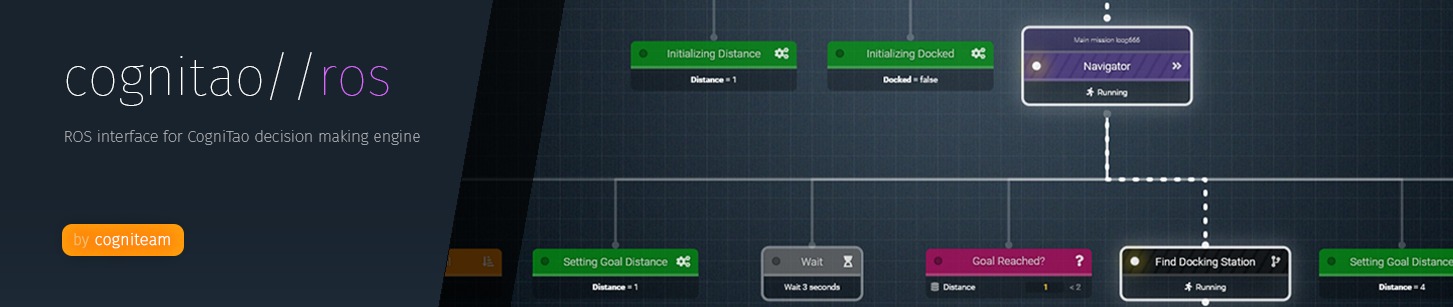 cognitao//ros
ROS interface for CogniTao decision making engine
by cogniteam
Initializing Distance
Distance = 1
Initializing Docked
Docked = false
Main mission loop666
Navigator
Running
Setting Goal Distance
Distance = 1
Wait
Wait 3 seconds
Goal Reached?
Distance 1 < 2
Find Docking Station
Running
Setting Goal Distance
Distance = 4